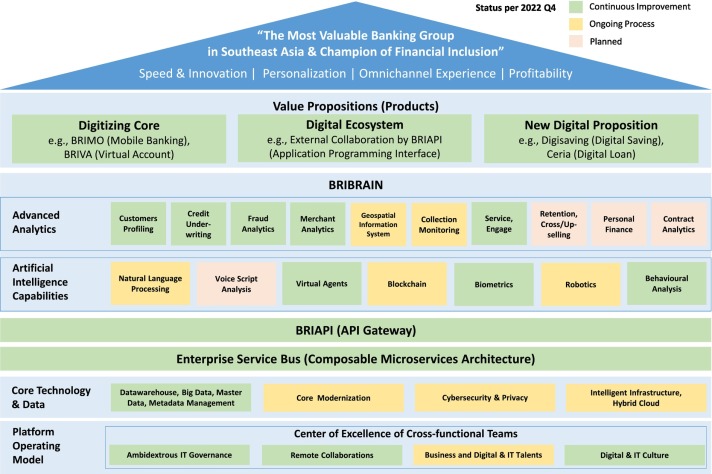 Status per 2022 Q4
Continuous Improvement
Ongoing Process
Planned
“The Most Valuable Banking Group
in Southeast Asia & Champion of Financial Inclusion”
Speed & Innovation | Personalization | Omnichannel Experience | Profitability
Value Propositions (Products)
Digitizing Core
e.g., BRIMO (Mobile Banking),
BRIVA (Virtual Account)
Digital Ecosystem
e.g., External Collaboration by BRIAPI
(Application Programming Interface)
New Digital Proposition
e.g., Digisaving (Digital Saving),
Ceria (Digital Loan)
BRIBRAIN
Advanced
Analytics
Customers
Profiling
Credit
Under-
writing
Fraud
Analytics
Merchant
Analytics
Geospatial
Information
System
Collection
Monitoring
Service,
Engage
Retention,
Cross/Up-
selling
Personal
Finance
Contract
Analytics
Artificial
Intelligence
Capabilities
Natural Language
Processing
Voice Script
Analysis
Virtual Agents
Blockchain
Biometrics
Robotics
Behavioural
Analysis
BRIAPI (API Gateway)
Enterprise Service Bus (Composable Microservices Architecture)
Core Technology
& Data
Datawarehouse, Big Data, Master
Data, Metadata Management
Core Modernization
Cybersecurity & Privacy
Intelligent Infrastructure,
Hybrid Cloud
Platform
Operating
Model
Center of Excellence of Cross-functional Teams
Ambidextrous IT Governance
Remote Collaborations
Business and Digital & IT Talents
Digital & IT Culture